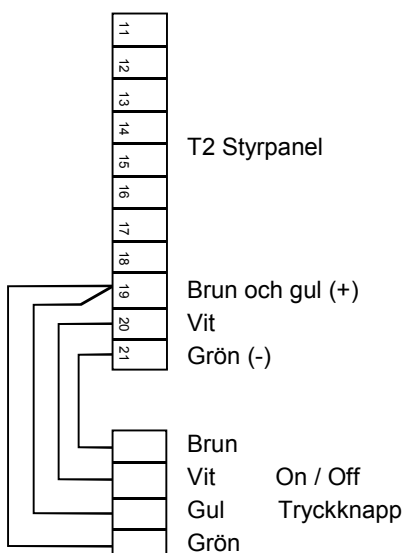 11
12
13
14
15
16
17
18
19
20
21
T2 Styrpanel
Brun och gul (+)
Vit
Grön (-)
Brun
Vit On / Off
Gul Tryckknapp
Grön